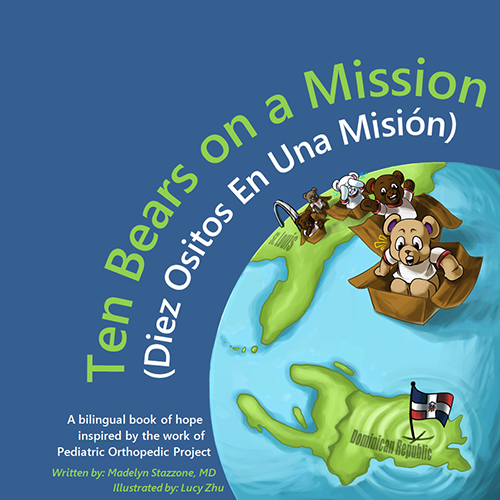 Ten Bears on a Mission
(Diez Ositos En Una Misión)
St. Louis
Dominican Republic
A bilingual book of hope
inspired by the work of
Pediatric Orthopedic Project
Written by: Madelyn Stazzone, MD
Illustrated by: Lucy Zhu